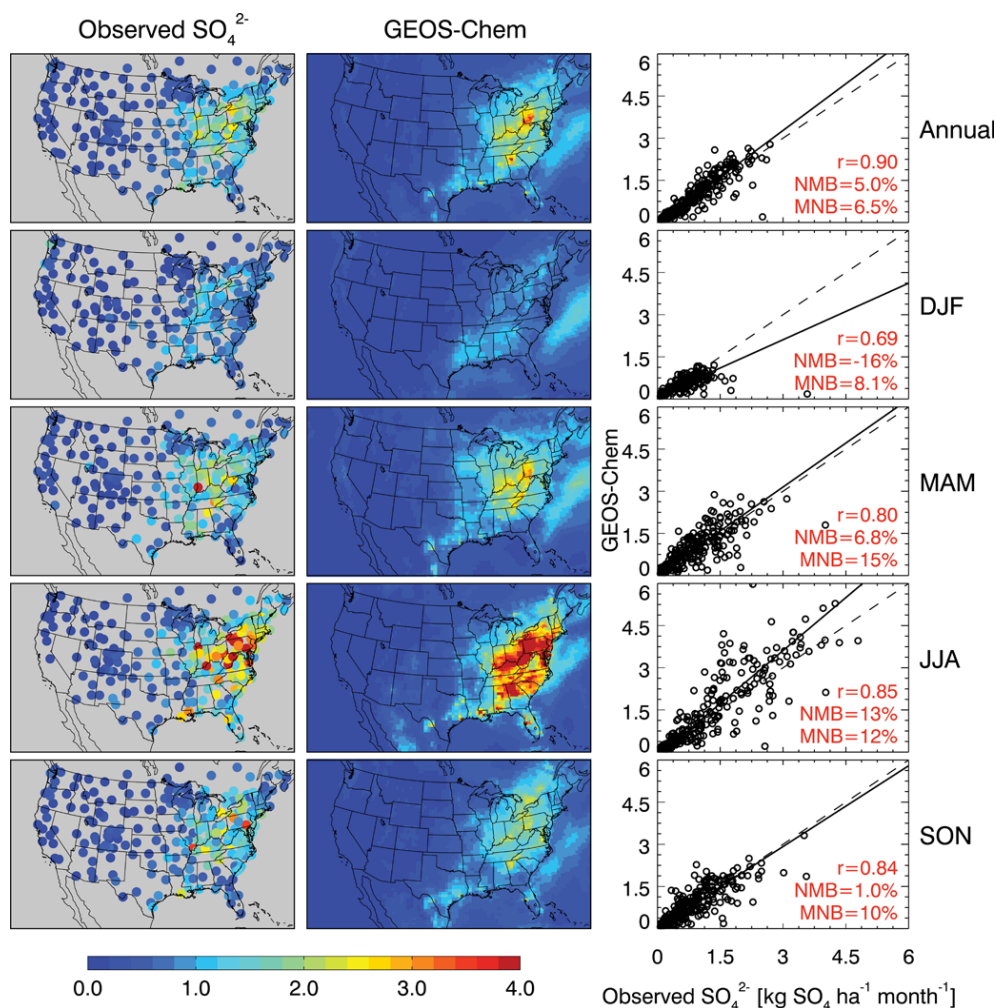 Observed SO₄²⁻ GEOS-Chem
6
4.5
3
1.5
0
r=0.90
NMB=5.0%
MNB=6.5%
Annual
6
4.5
3
1.5
0
r=0.69
NMB=-16%
MNB=8.1%
DJF
GEOS-Chem
6
4.5
3
1.5
0
r=0.80
NMB=6.8%
MNB=15%
MAM
6
4.5
3
1.5
0
r=0.85
NMB=13%
MNB=12%
JJA
6
4.5
3
1.5
0
r=0.84
NMB=1.0%
MNB=10%
SON
0 1.5 3 4.5 6
0.0 1.0 2.0 3.0 4.0
Observed SO₄²⁻ [kg SO₄ ha⁻¹ month⁻¹]